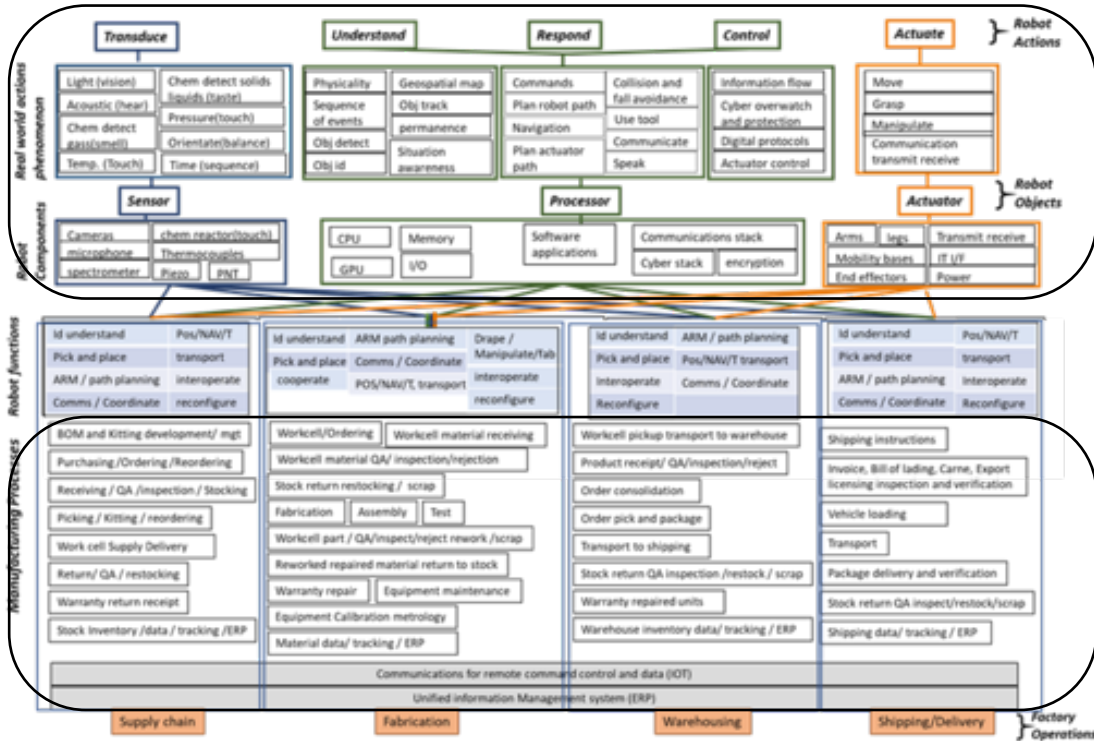 Transduce
Understand
Respond
Control
Actuate
Robot
Actions
Real world actions
phenomenon
Light (vision)
Acoustic (hear)
Chem detect
gass(smell)
Temp. (Touch)
Chem detect solids
liquids (taste)
Pressure(touch)
Orientate(balance)
Time (sequence)
Physicality
Sequence
of events
Obj detect
Obj id
Geospatial map
Obj track
permanence
Situation
awareness
Commands
Plan robot path
Navigation
Plan actuator
path
Collision and
fall avoidance
Use tool
Communicate
Speak
Information flow
Cyber overwatch
and protection
Digital protocols
Actuator control
Move
Grasp
Manipulate
Communication
transmit receive
Sensor
Processor
Actuator
Robot
Objects
Robot
Components
Cameras
microphone
spectrometer
chem reactor(touch)
Thermocouples
Piezo
PNT
CPU
GPU
Memory
I/O
Software
applications
Communications stack
Cyber stack
encryption
Arms
legs
Mobility bases
End effectors
Transmit receive
IT I/F
Power
Robot functions
Id understand
Pos/NAV/T
Pick and place
transport
ARM / path planning
interoperate
Comms / Coordinate
reconfigure
Id understand
ARM path planning
Drape /
Manipulate/Fab
Pick and place
Comms / Coordinate
cooperate
POS/NAV/T, transport
interoperate
reconfigure
Id understand
ARM / path planning
Pick and place
Pos/NAV/T transport
Interoperate
Comms / Coordinate
Reconfigure
Id understand
Pos/NAV/T
Pick and place
transport
ARM / path planning
interoperate
Comms / Coordinate
Reconfigure
Manufacturing Processes
BOM and Kitting development/ mgt
Purchasing /Ordering /Reordering
Receiving / QA /inspection / Stocking
Picking / Kitting / reordering
Work cell Supply Delivery
Return/ QA / restocking
Warranty return receipt
Stock Inventory /data / tracking /ERP
Workcell/Ordering
Workcell material receiving
Workcell material QA/ inspection/rejection
Stock return restocking / scrap
Fabrication
Assembly
Test
Workcell part / QA/inspect/reject rework /scrap
Reworked repaired material return to stock
Warranty repair
Equipment maintenance
Equipment Calibration metrology
Material data/ tracking / ERP
Workcell pickup transport to warehouse
Product receipt/ QA/inspection/reject
Order consolidation
Order pick and package
Transport to shipping
Stock return QA inspection /restock / scrap
Warranty repaired units
Warehouse inventory data/ tracking / ERP
Shipping instructions
Invoice, Bill of lading, Carne, Export
licensing inspection and verification
Vehicle loading
Transport
Package delivery and verification
Stock return QA inspect/restock/scrap
Shipping data/ tracking / ERP
Communications for remote command control and data (IOT)
Unified information Management system (ERP)
Supply chain
Fabrication
Warehousing
Shipping/Delivery
Factory
Operations